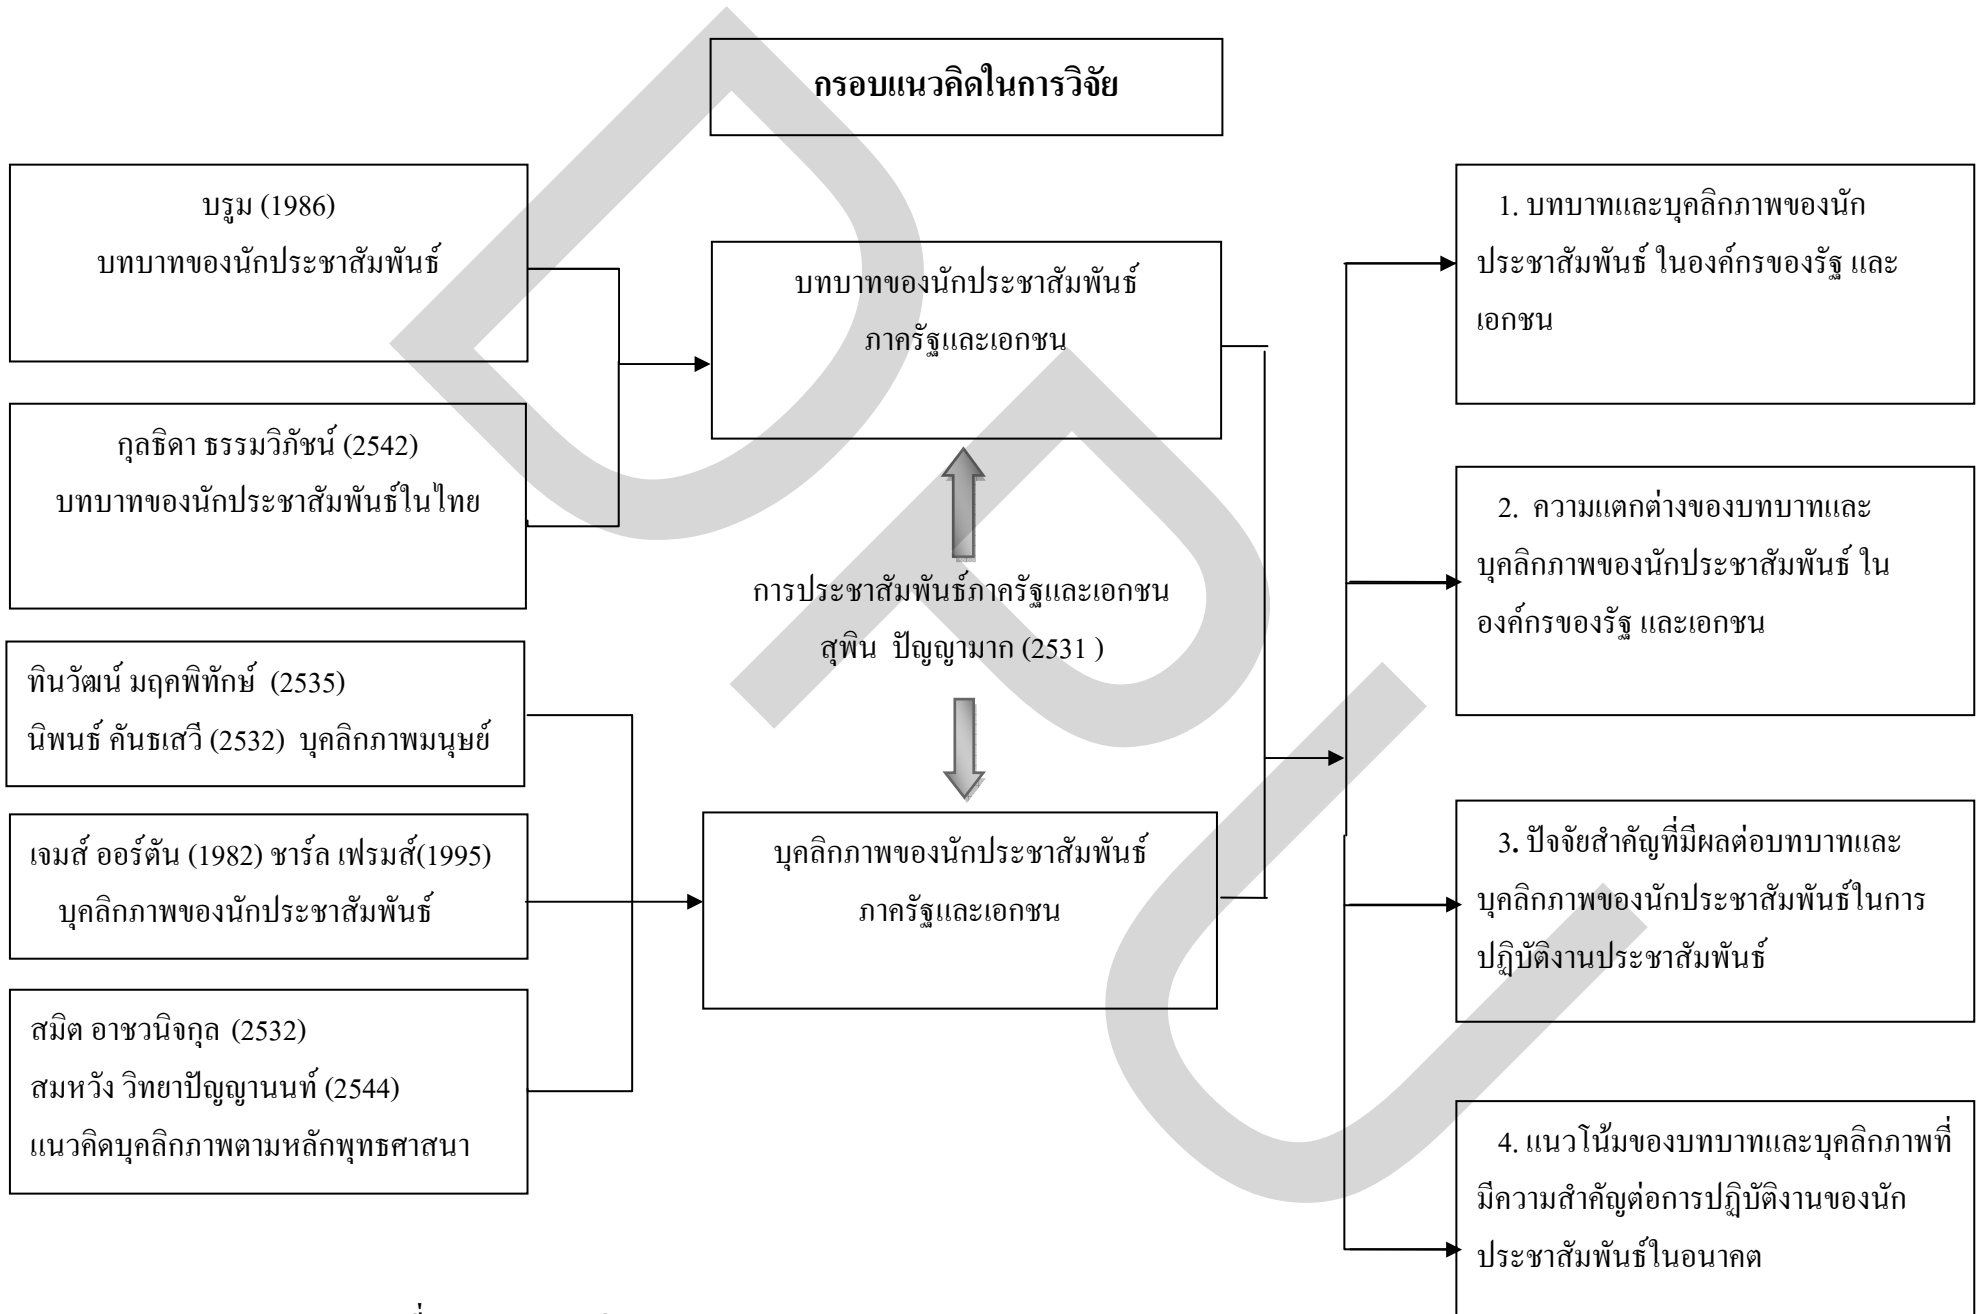 กรอบแนวคิดในการวิจัย
บรูม (1986)
บทบาทของนักประชาสัมพันธ์
กุลธิดา ธรรมวิภัชน์ (2542)
บทบาทของนักประชาสัมพันธ์ในไทย
ทินวัฒน์ มฤคพิทักษ์ (2535)
นิพนธ์ คันธเสวี (2532) บุคลิกภาพมนุษย์
เจมส์ ออร์ตัน (1982) ชาร์ล เฟรมส์(1995)
บุคลิกภาพของนักประชาสัมพันธ์
สมิต อาชวนิจกุล (2532)
สมหวัง วิทยาปัญญานนท์ (2544)
แนวคิดบุคลิกภาพตามหลักพุทธศาสนา
บทบาทของนักประชาสัมพันธ์
ภาครัฐและเอกชน
การประชาสัมพันธ์ภาครัฐและเอกชน
สุพิน ปัญญามาก (2531 )
บุคลิกภาพของนักประชาสัมพันธ์
ภาครัฐและเอกชน
1. บทบาทและบุคลิกภาพของนัก
ประชาสัมพันธ์ ในองค์กรของรัฐ และ
เอกชน
2. ความแตกต่างของบทบาทและ
บุคลิกภาพของนักประชาสัมพันธ์ ใน
องค์กรของรัฐ และเอกชน
3. ปัจจัยสำคัญที่มีผลต่อบทบาทและ
บุคลิกภาพของนักประชาสัมพันธ์ในการ
ปฏิบัติงานประชาสัมพันธ์
4. แนวโน้มของบทบาทและบุคลิกภาพที่
มีความสำคัญต่อการปฏิบัติงานของนัก
ประชาสัมพันธ์ในอนาคต
DPU